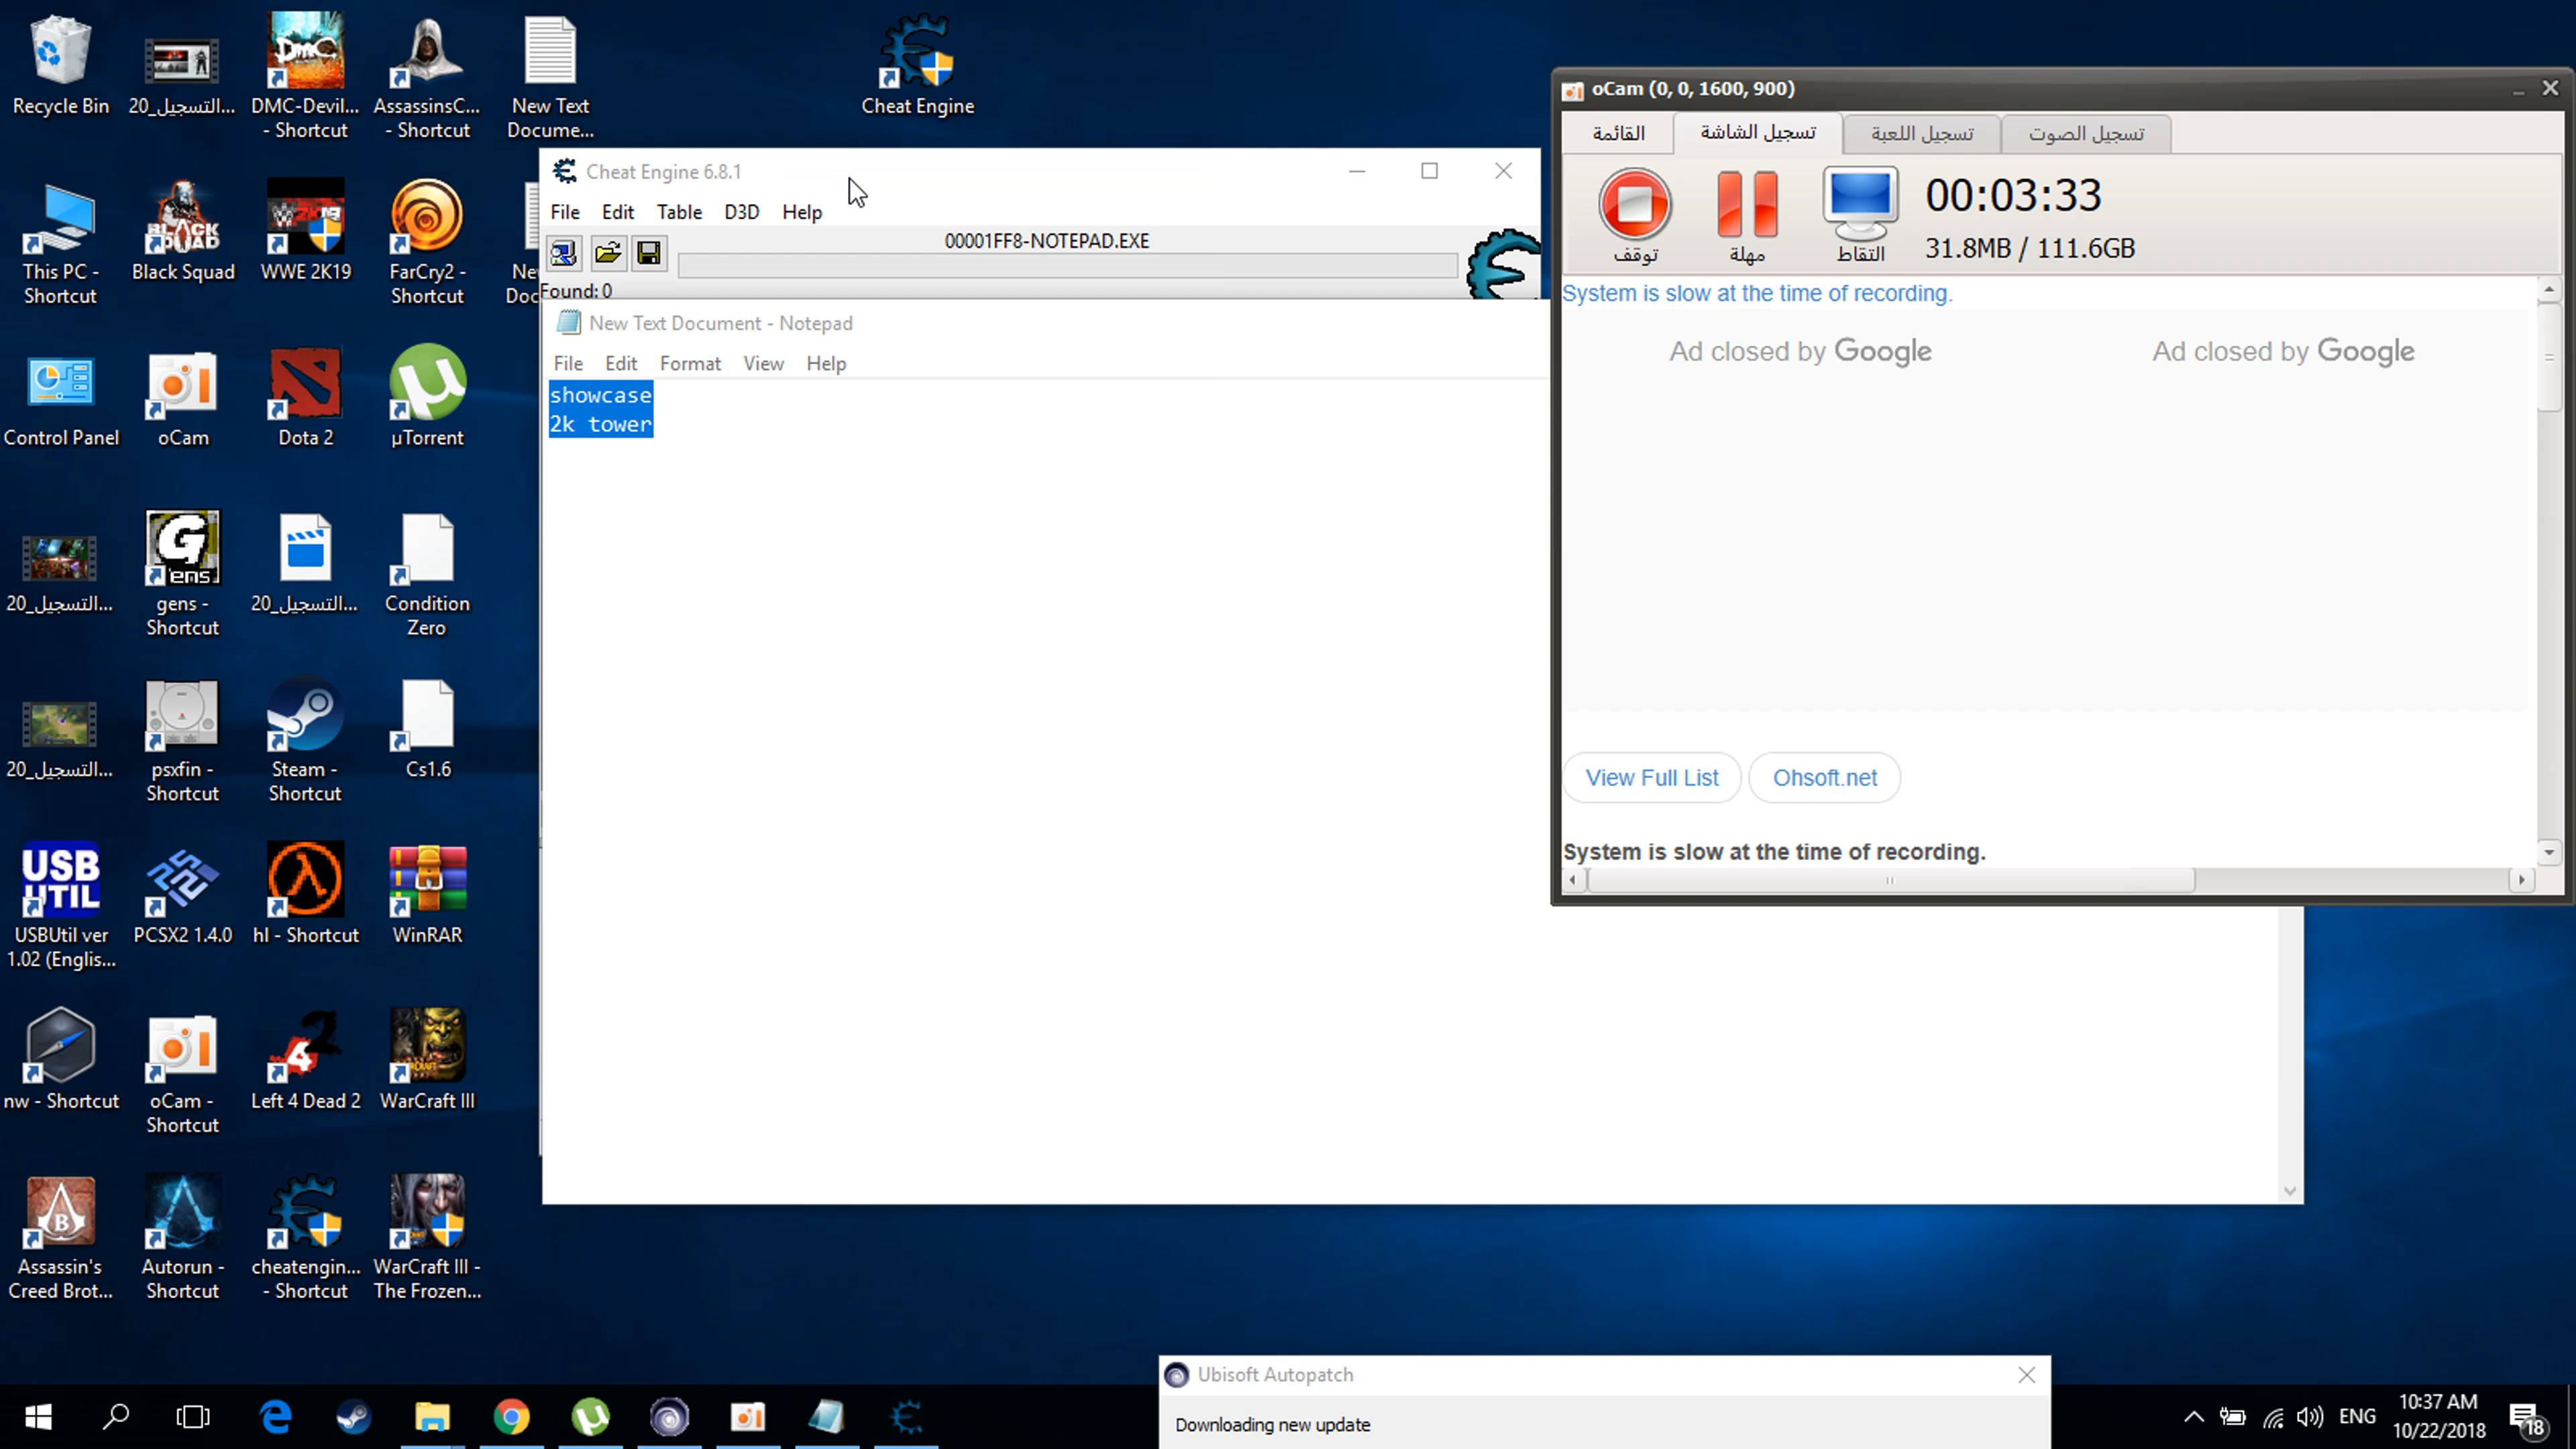 Recycle Bin
التسجيل_20...
DMC-Devil...
- Shortcut
AssassinsC...
- Shortcut
New Text
Docume...
Cheat Engine
This PC -
Shortcut
Black Squad
WWE 2K19
FarCry2 -
Shortcut
Control Panel
oCam
Dota 2
µTorrent
التسجيل_20...
gens -
Shortcut
التسجيل_20...
Condition
Zero
التسجيل_20...
psxfin -
Shortcut
Steam -
Shortcut
Cs1.6
USB
UTIL
USBUtil ver
1.02 (Englis...
PCSX2 1.4.0
hl - Shortcut
WinRAR
nw - Shortcut
oCam -
Shortcut
Left 4 Dead 2
WarCraft III
Assassin's
Creed Brot...
Autorun -
Shortcut
cheatengin...
- Shortcut
WarCraft III -
The Frozen...
Cheat Engine 6.8.1
File Edit Table D3D Help
00001FF8-NOTEPAD.EXE
Found: 0
New Text Document - Notepad
File Edit Format View Help
showcase
2k tower
oCam (0, 0, 1600, 900)
القائمة
تسجيل الشاشة
تسجيل اللعبة
تسجيل الصوت
توقف
مهلة
التقاط
00:03:33
31.8MB / 111.6GB
System is slow at the time of recording.
Ad closed by Google
Ad closed by Google
View Full List
Ohsoft.net
System is slow at the time of recording.
Ubisoft Autopatch
Downloading new update
ENG
10:37 AM
10/22/2018
18